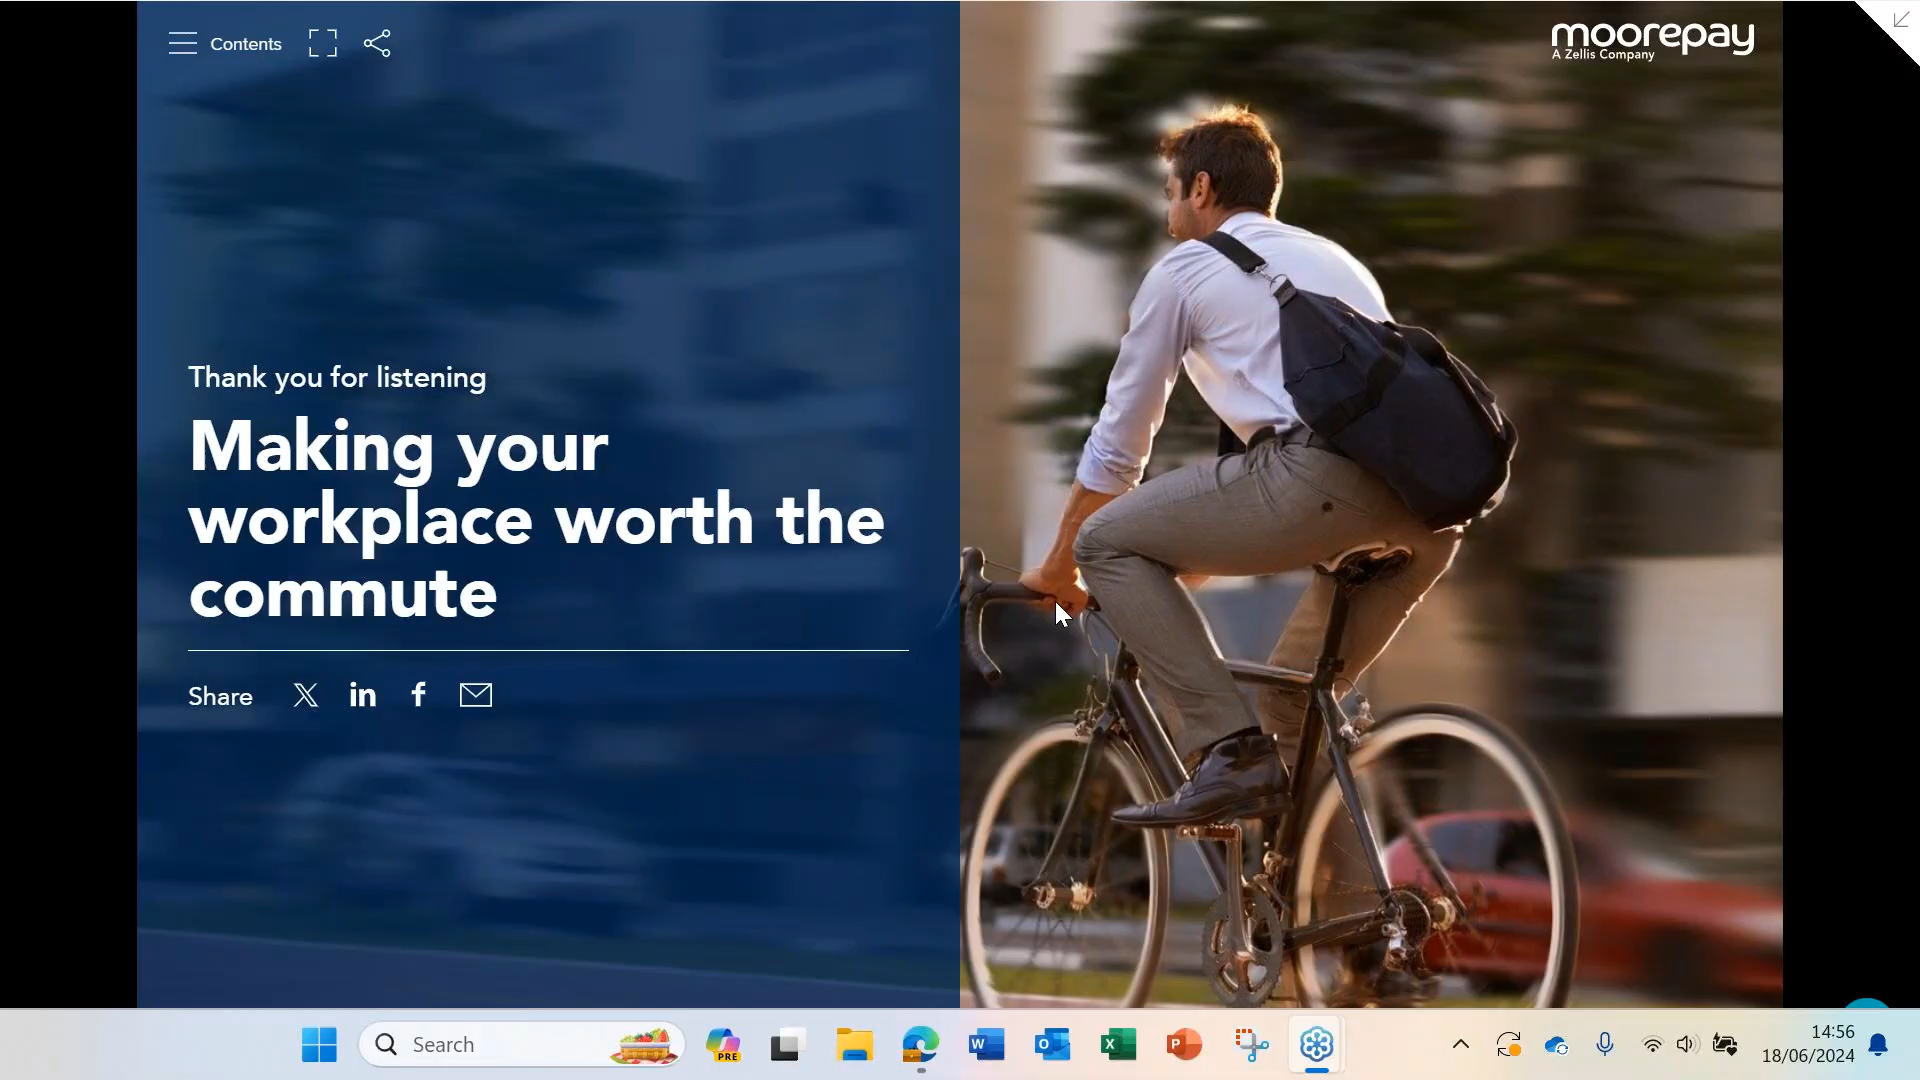 Contents
moorepay
A Zellis Company
Thank you for listening
Making your
workplace worth the
commute
Share
Search
PRE
14:56
18/06/2024